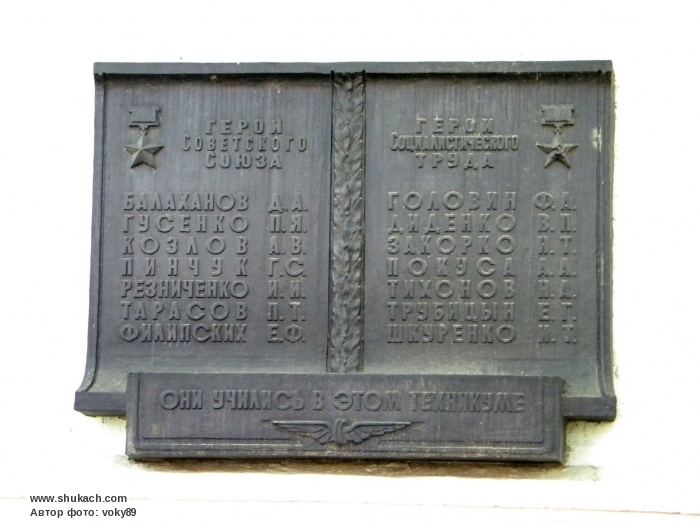 ГЕРОИ
СОВЕТСКОГО
СОЮЗА
БАЛАХАНОВ Д.А.
ГУСЕНКО П.Я.
КОЗЛОВ А.В.
ПИНЧУК Г.С.
РЕЗНИЧЕНКО И.И.
ТАРАСОВ П.Т.
ФИЛИПСКИХ Е.Ф.
ГЕРОИ
СОЦИАЛИСТИЧЕСКОГО
ТРУДА
ГОЛОВИН Ф.А.
ДИДЕНКО В.П.
ЗАКОРКО Н.Т.
ПОКУСА А.А.
ТИХОНОВ Н.А.
ТРУБИЦЫН Е.Г.
ШКУРЕНКО И.Т.
ОНИ УЧИЛИСЬ В ЭТОМ ТЕХНИКУМЕ
www.shukach.com
Автор фото: voky89